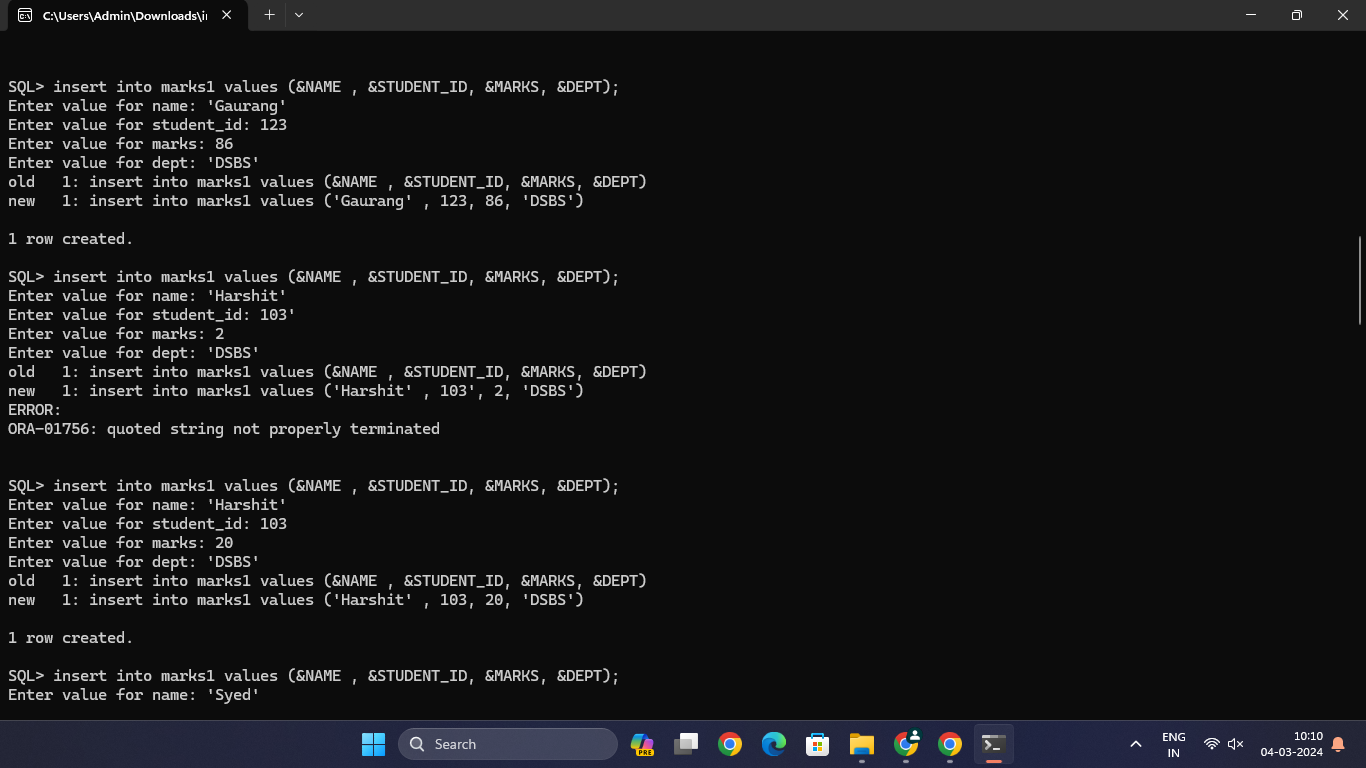 C:\Users\Admin\Downloads\i
SQL> insert into marks1 values (&NAME , &STUDENT_ID, &MARKS, &DEPT);
Enter value for name: 'Gaurang'
Enter value for student_id: 123
Enter value for marks: 86
Enter value for dept: 'DSBS'
old   1: insert into marks1 values (&NAME , &STUDENT_ID, &MARKS, &DEPT)
new   1: insert into marks1 values ('Gaurang' , 123, 86, 'DSBS')
1 row created.
SQL> insert into marks1 values (&NAME , &STUDENT_ID, &MARKS, &DEPT);
Enter value for name: 'Harshit'
Enter value for student_id: 103'
Enter value for marks: 2
Enter value for dept: 'DSBS'
old   1: insert into marks1 values (&NAME , &STUDENT_ID, &MARKS, &DEPT)
new   1: insert into marks1 values ('Harshit' , 103', 2, 'DSBS')
ERROR:
ORA-01756: quoted string not properly terminated
SQL> insert into marks1 values (&NAME , &STUDENT_ID, &MARKS, &DEPT);
Enter value for name: 'Harshit'
Enter value for student_id: 103
Enter value for marks: 20
Enter value for dept: 'DSBS'
old   1: insert into marks1 values (&NAME , &STUDENT_ID, &MARKS, &DEPT)
new   1: insert into marks1 values ('Harshit' , 103, 20, 'DSBS')
1 row created.
SQL> insert into marks1 values (&NAME , &STUDENT_ID, &MARKS, &DEPT);
Enter value for name: 'Syed'
Search
PRE
ENG
IN
10:10
04-03-2024